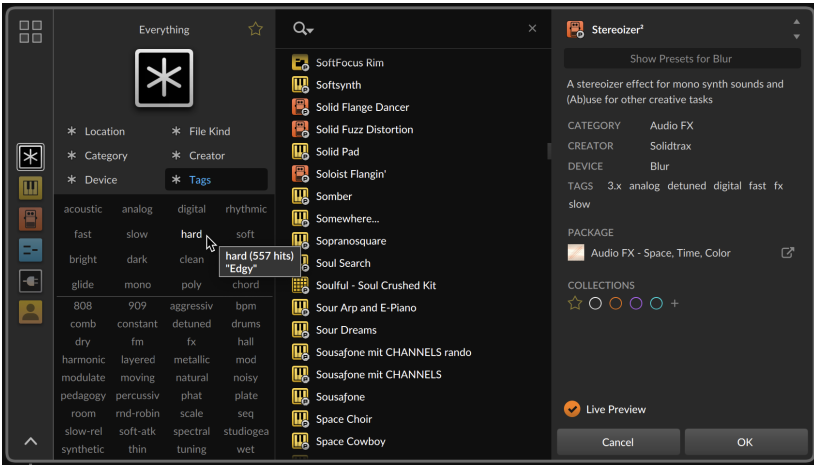 Everything
* Location
* File Kind
* Category
* Creator
* Device
* Tags
acoustic analog digital rhythmic
fast slow hard soft
bright dark clean
glide mono poly chord
hard (557 hits)
"Edgy"
808 909 aggressiv bpm
comb constant detuned drums
dry fm fx hall
harmonic layered metallic mod
modulate moving natural noisy
pedagogy percussiv phat plate
room rnd-robin scale seq
slow-rel soft-atk spectral studiogea
synthetic thin tuning wet
SoftFocus Rim
Softsynth
Solid Flange Dancer
Solid Fuzz Distortion
Solid Pad
Soloist Flangin'
Somber
Somewhere...
Sopranosquare
Soul Search
Soulful - Soul Crushed Kit
Sour Arp and E-Piano
Sour Dreams
Sousafone mit CHANNELS rando
Sousafone mit CHANNELS
Sousafone
Space Choir
Space Cowboy
Stereoizer²
Show Presets for Blur
A stereoizer effect for mono synth sounds and
(Ab)use for other creative tasks
CATEGORY Audio FX
CREATOR Solidtrax
DEVICE Blur
TAGS 3.x analog detuned digital fast fx
slow
PACKAGE
Audio FX - Space, Time, Color
COLLECTIONS
Live Preview
Cancel OK